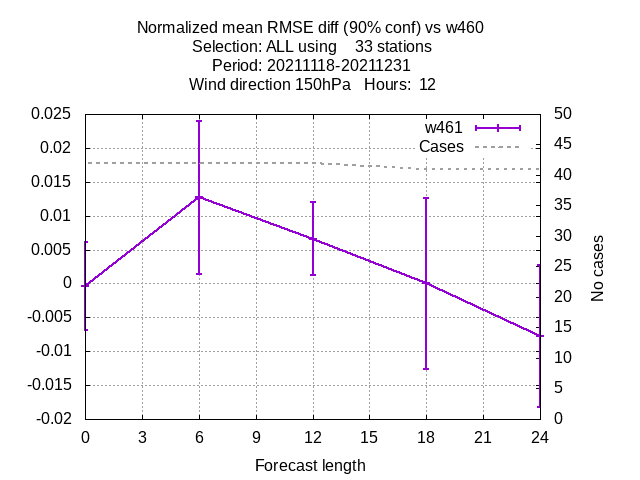 Normalized mean RMSE diff (90% conf) vs w460
Selection: ALL using    33 stations
Period: 20211118-20211231
Wind direction 150hPa   Hours:  12
w461
Cases
0.025
0.02
0.015
0.01
0.005
0
-0.005
-0.01
-0.015
-0.02
50
45
40
35
30
25
20
15
10
5
0
No cases
0 3 6 9 12 15 18 21 24
Forecast length